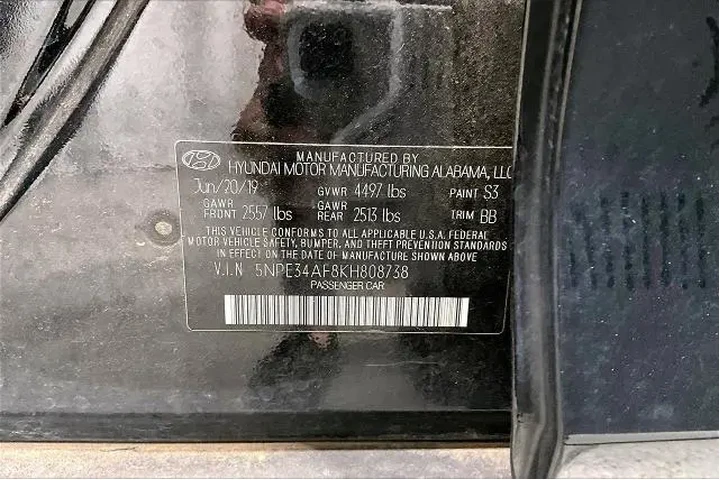 MANUFACTURED BY
HYUNDAI MOTOR MANUFACTURING ALABAMA, LLC
Jun/20/19 GVWR 4497 lbs PAINT S3
GAWR FRONT 2557 lbs GAWR REAR 2513 lbs TRIM BB
THIS VEHICLE CONFORMS TO ALL APPLICABLE U.S.A. FEDERAL
MOTOR VEHICLE SAFETY, BUMPER, AND THEFT PREVENTION STANDARDS
IN EFFECT ON THE DATE OF MANUFACTURE SHOWN ABOVE
V.I.N 5NPE34AF8KH808738
PASSENGER CAR